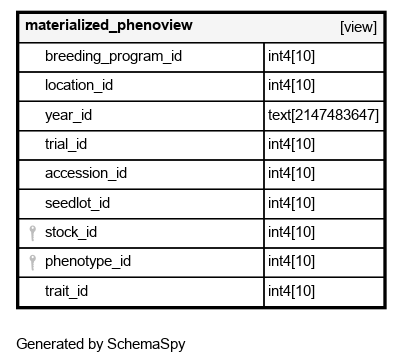 materialized_phenoview [view]
breeding_program_id int4[10]
location_id int4[10]
year_id text[2147483647]
trial_id int4[10]
accession_id int4[10]
seedlot_id int4[10]
stock_id int4[10]
phenotype_id int4[10]
trait_id int4[10]
Generated by SchemaSpy